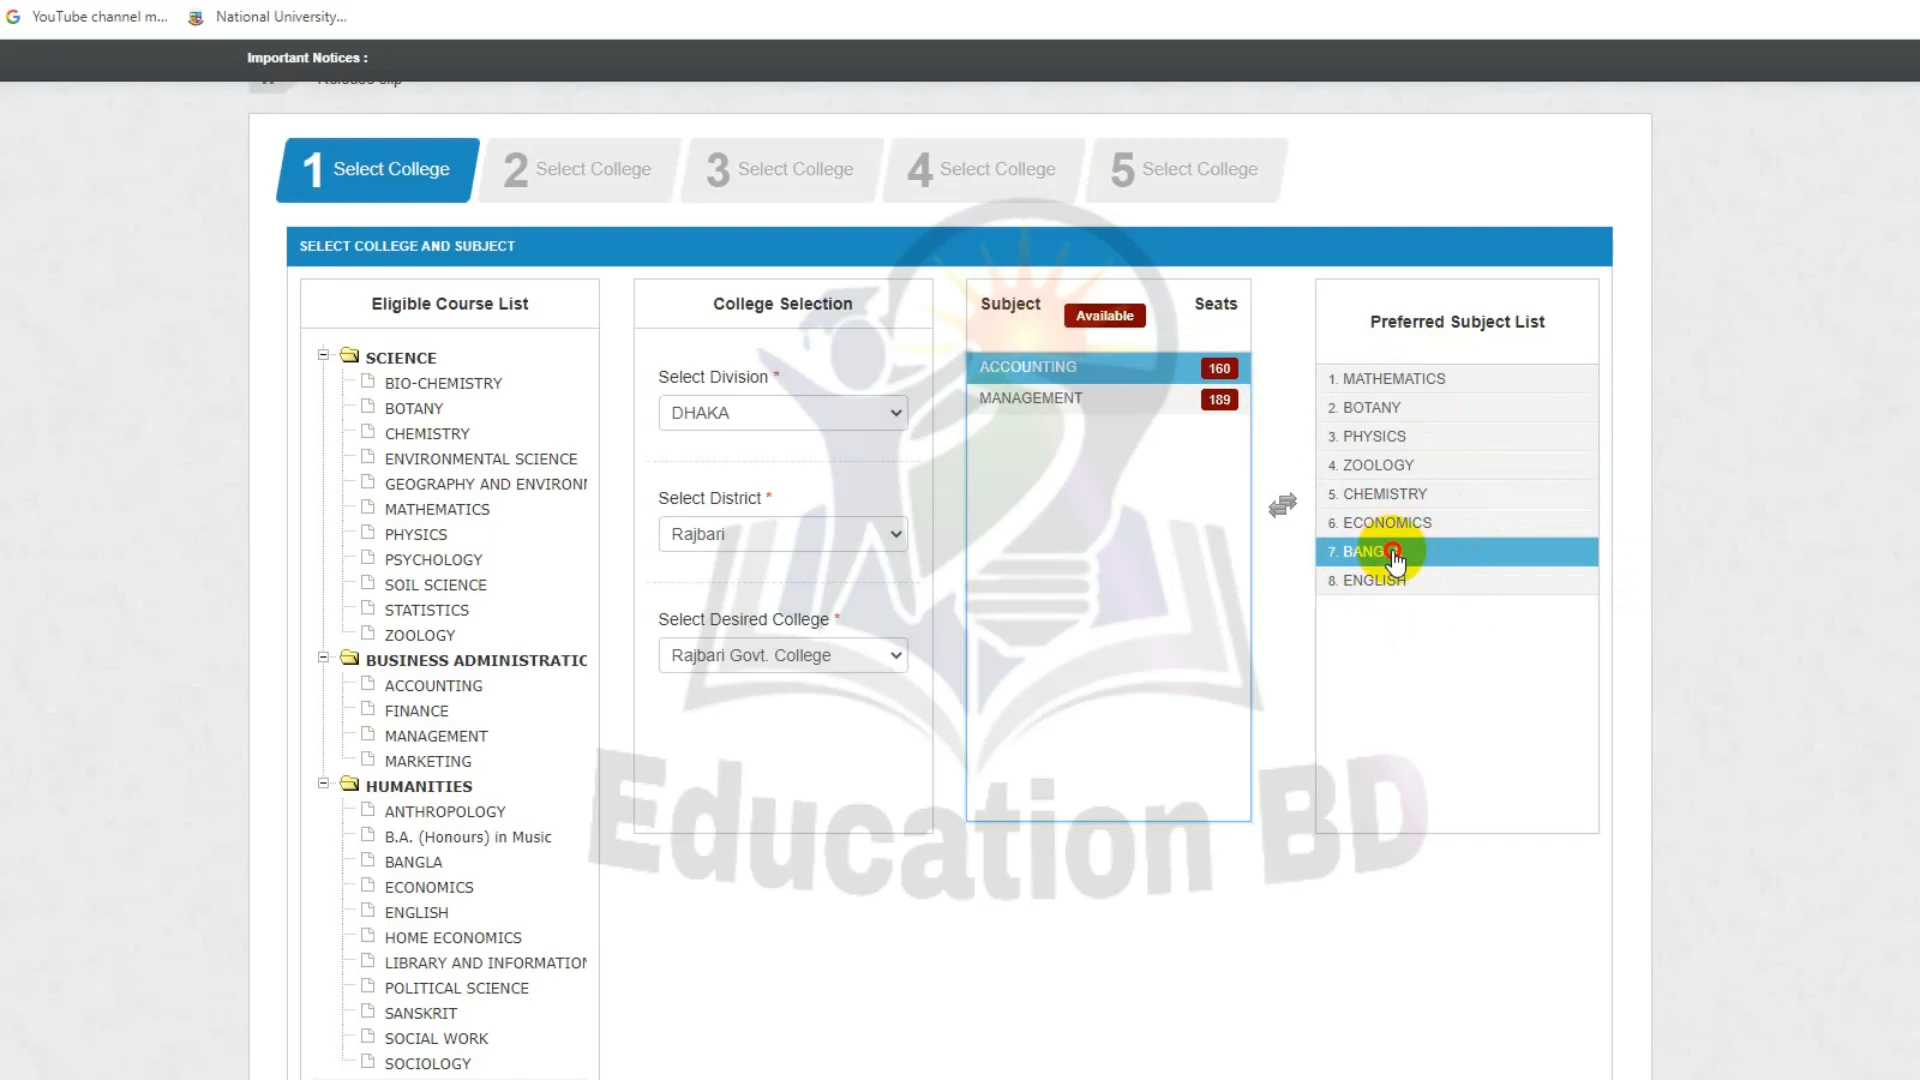 YouTube channel m...
National University...
Important Notices :
1 Select College
2 Select College
3 Select College
4 Select College
5 Select College
SELECT COLLEGE AND SUBJECT
Eligible Course List
SCIENCE
BIO-CHEMISTRY
BOTANY
CHEMISTRY
ENVIRONMENTAL SCIENCE
GEOGRAPHY AND ENVIRON
MATHEMATICS
PHYSICS
PSYCHOLOGY
SOIL SCIENCE
STATISTICS
ZOOLOGY
BUSINESS ADMINISTRATIO
ACCOUNTING
FINANCE
MANAGEMENT
MARKETING
HUMANITIES
ANTHROPOLOGY
B.A. (Honours) in Music
BANGLA
ECONOMICS
ENGLISH
HOME ECONOMICS
LIBRARY AND INFORMATION
POLITICAL SCIENCE
SANSKRIT
SOCIAL WORK
SOCIOLOGY
College Selection
Select Division *
DHAKA
Select District *
Rajbari
Select Desired College *
Rajbari Govt. College
Subject Available Seats
ACCOUNTING 160
MANAGEMENT 189
Preferred Subject List
1. MATHEMATICS
2. BOTANY
3. PHYSICS
4. ZOOLOGY
5. CHEMISTRY
6. ECONOMICS
7. BANG
8. ENGLISH
Education BD